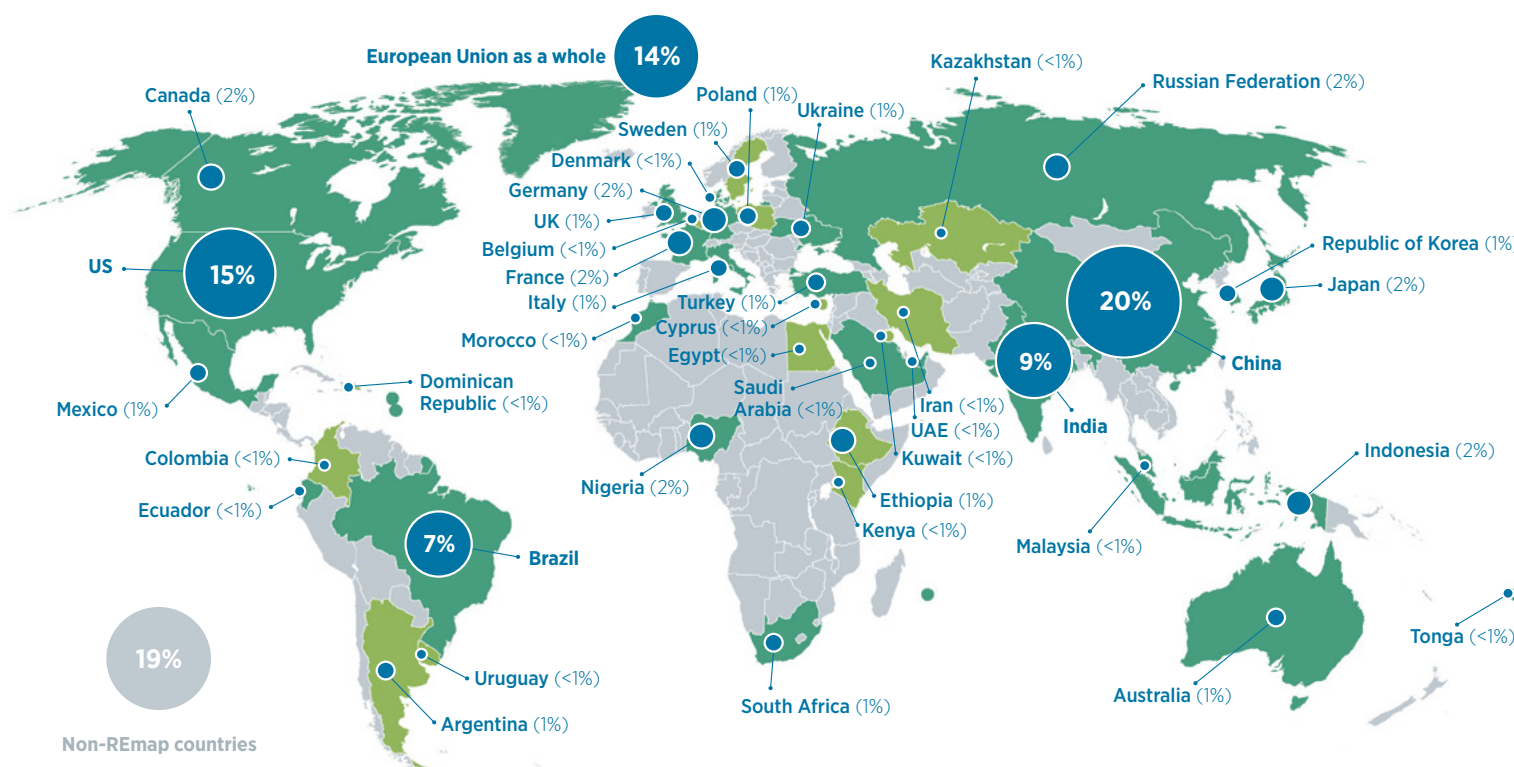 European Union as a whole 14%
Kazakhstan (<1%)
Russian Federation (2%)
Canada (2%)
Poland (1%)
Ukraine (1%)
Sweden (1%)
Denmark (<1%)
Germany (2%)
UK (1%)
Belgium (<1%)
France (2%)
Italy (1%)
US
15%
Republic of Korea (1%
Japan (2%)
20%
China
Turkey (1%)
Cyprus (<1%)
Egypt(<1%)
Morocco (<1%)
9%
India
Saudi
Arabia (<1%)
Iran (<1%)
UAE (<1%)
Kuwait (<1%)
Mexico (1%)
Dominican
Republic (<1%)
Colombia (<1%)
Ecuador (<1%)
Nigeria (2%)
Ethiopia (1%)
Kenya (<1%)
Indonesia (2%)
Malaysia (<1%)
7%
Brazil
19%
Non-REmap countries
Uruguay (<1%)
Argentina (1%)
South Africa (1%)
Australia (1%)
Tonga (<1%)